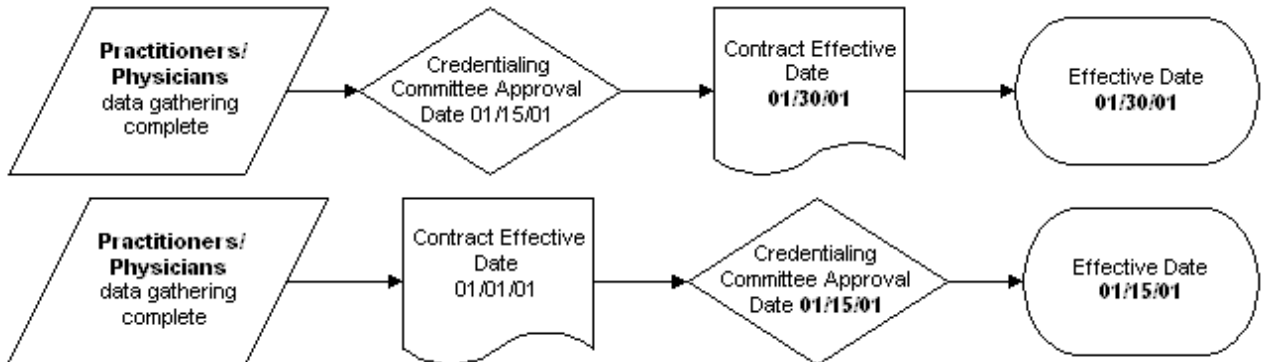 Practitioners/
Physicians
data gathering
complete
Credentialing
Committee Approval
Date 01/15/01
Contract Effective
Date
01/30/01
Effective Date
01/30/01
Practitioners/
Physicians
data gathering
complete
Contract Effective
Date
01/01/01
Credentialing
Committee Approval
Date 01/15/01
Effective Date
01/15/01